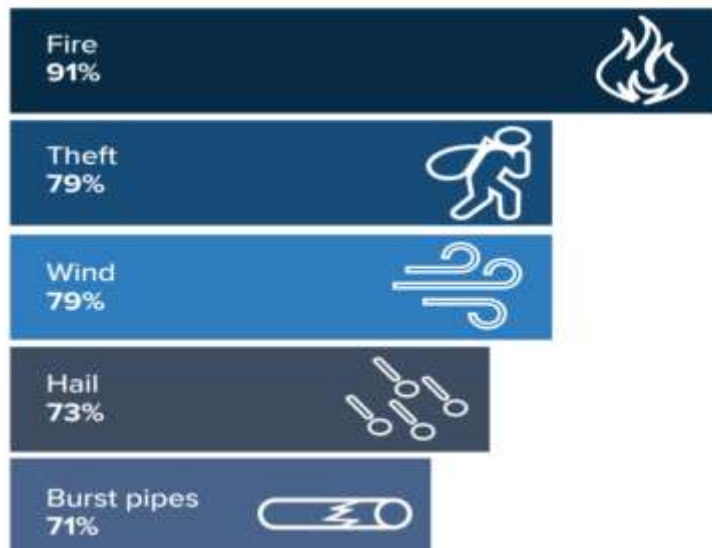 Fire
91%
Theft
79%
Wind
79%
Hail
73%
Burst pipes
71%